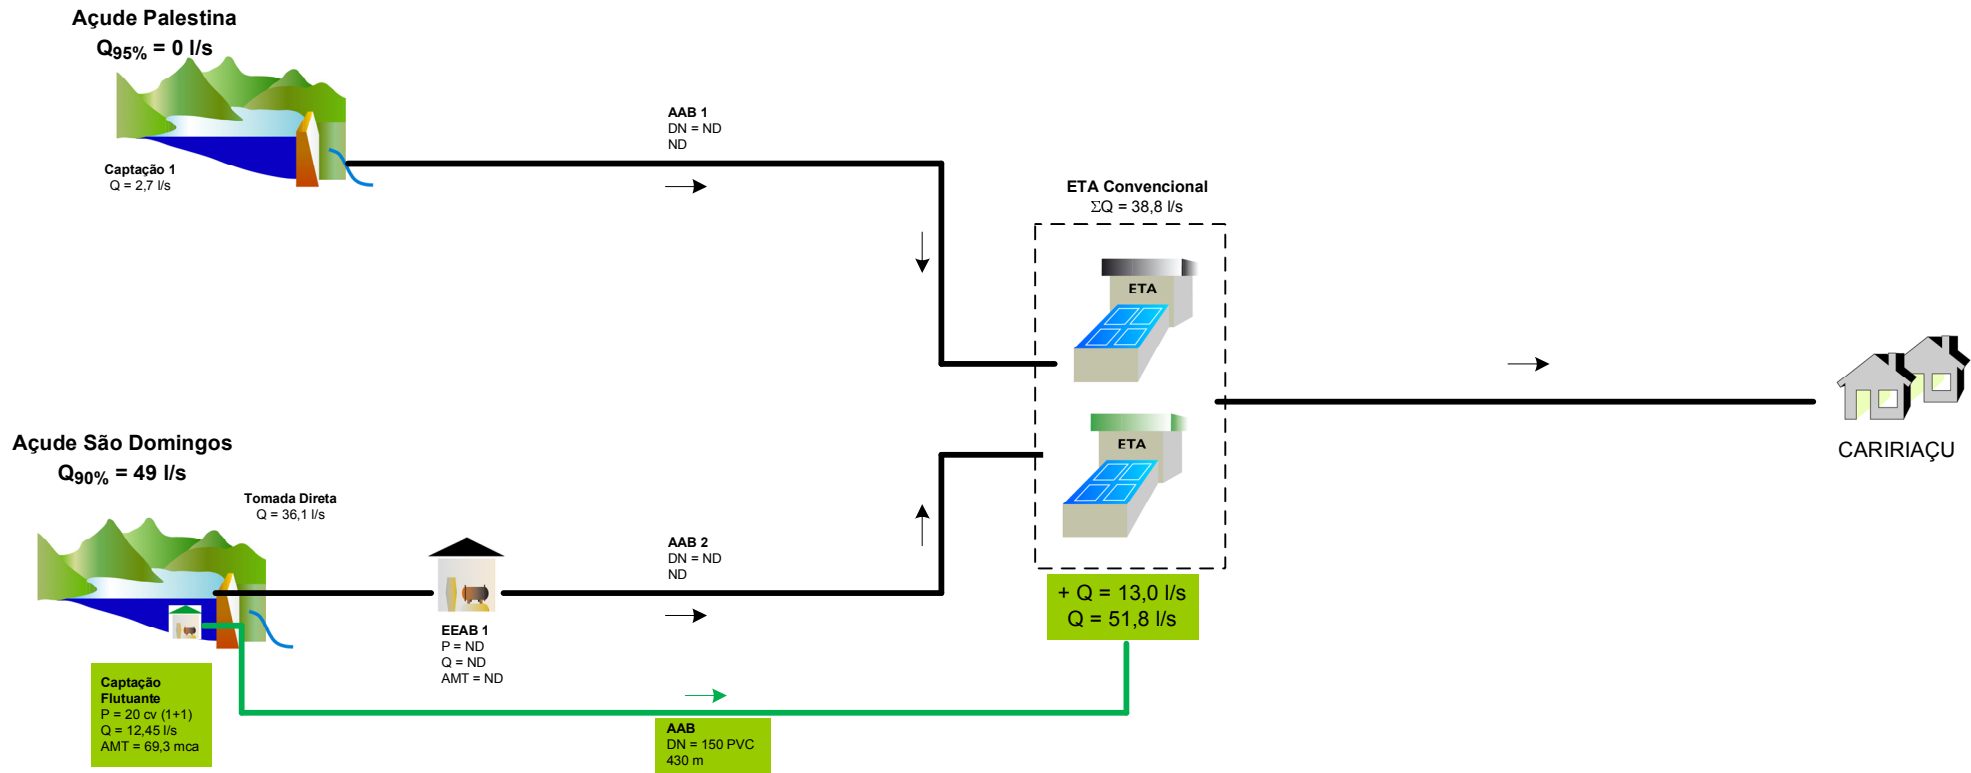 Açude Palestina
Q95% = 0 l/s
Captação 1
Q = 2,7 l/s
AAB 1
DN = ND
ND
ETA Convencional
ΣQ = 38,8 l/s
ETA
ETA
CARIRIAÇU
Açude São Domingos
Q90% = 49 l/s
Tomada Direta
Q = 36,1 l/s
AAB 2
DN = ND
ND
EEAB 1
P = ND
Q = ND
AMT = ND
+ Q = 13,0 l/s
Q = 51,8 l/s
Captação
Flutuante
P = 20 cv (1+1)
Q = 12,45 l/s
AMT = 69,3 mca
AAB
DN = 150 PVC
430 m